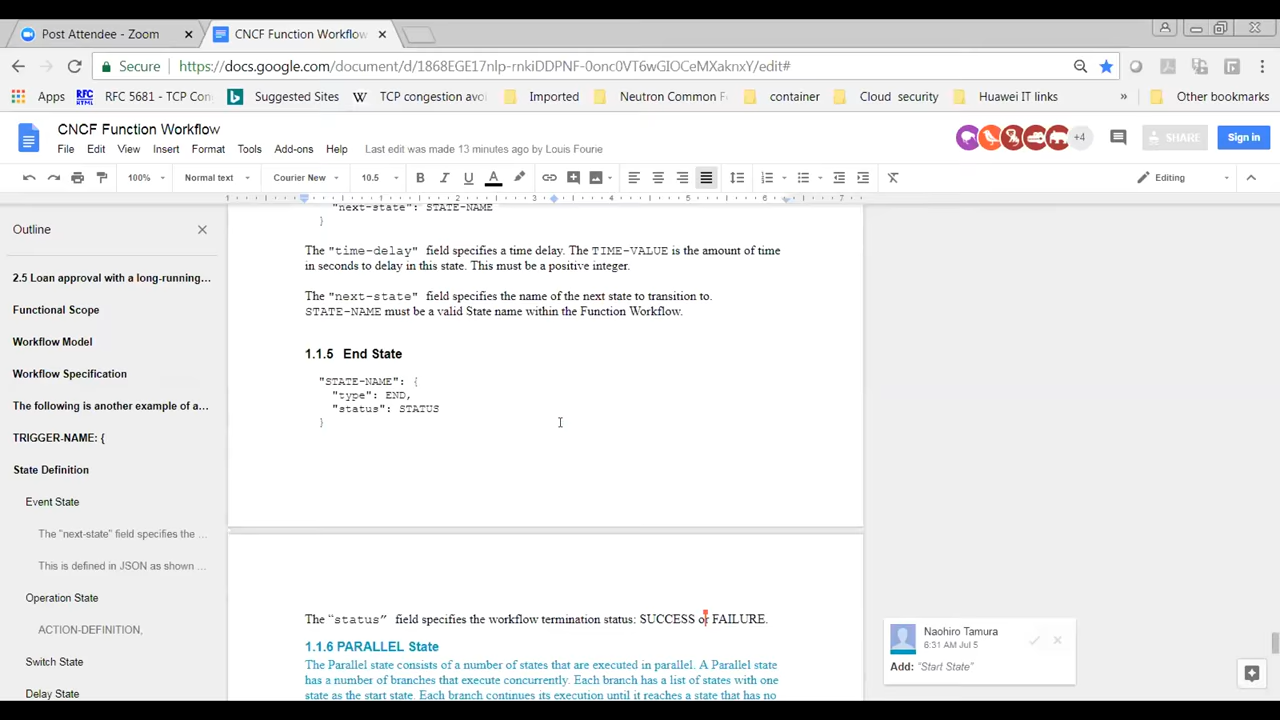 Post Attendee - Zoom
CNCF Function Workflow
Secure
https://docs.google.com/document/d/1868EGE17nlp-rnkiDDPNF-0onc0VT6wGIOCeMXaknxY/edit#
Apps RFC 5681 - TCP Con Suggested Sites TCP congestion avoi Imported Neutron Common F container Cloud security Huawei IT links » Other bookmarks
CNCF Function Workflow
+4 SHARE Sign in
File Edit View Insert Format Tools Add-ons Help Last edit was made 13 minutes ago by Louis Fourie
100% Normal text Courier New 10.5 Editing
1 1 2 3 4 5 6 7
Outline
2.5 Loan approval with a long-running...
Functional Scope
Workflow Model
Workflow Specification
The following is another example of a...
TRIGGER-NAME: {
State Definition
Event State
The "next-state" field specifies the ...
This is defined in JSON as shown ...
Operation State
ACTION-DEFINITION,
Switch State
Delay State
"next-state": STATE-NAME
}
The "time-delay" field specifies a time delay. The TIME-VALUE is the amount of time
in seconds to delay in this state. This must be a positive integer.
The "next-state" field specifies the name of the next state to transition to.
STATE-NAME must be a valid State name within the Function Workflow.
1.1.5 End State
"STATE-NAME": {
"type": END,
"status": STATUS
}
The “status” field specifies the workflow termination status: SUCCESS or FAILURE.
1.1.6 PARALLEL State
The Parallel state consists of a number of states that are executed in parallel. A Parallel state
has a number of branches that execute concurrently. Each branch has a list of states with one
state as the start state. Each branch continues its execution until it reaches a state that has no
Naohiro Tamura
6:31 AM Jul 5
Add: “Start State”